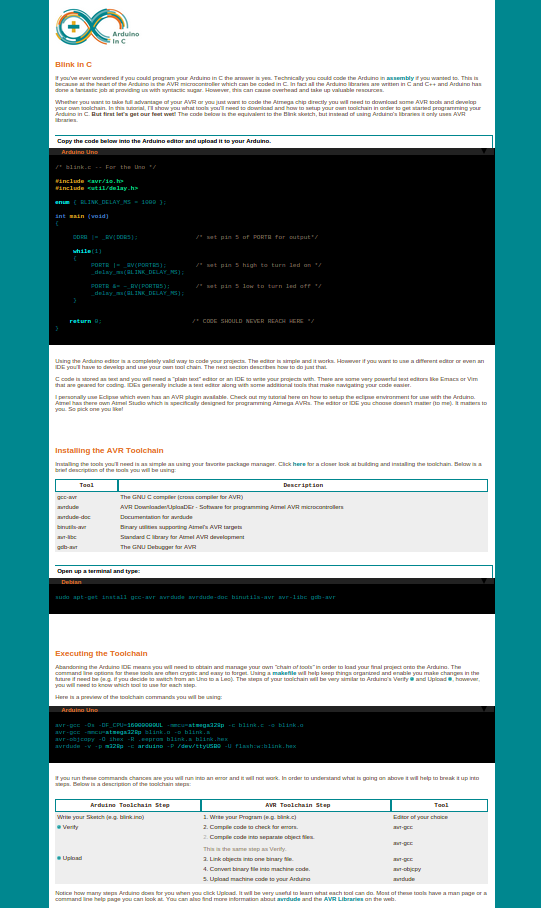 Arduino
in C
Blink in C
If you've ever wondered if you could program your Arduino in C the answer is yes. Technically you could code the Arduino in assembly if you wanted to. This is
because at the heart of the Arduino is the AVR microcontroller which can be coded in C. In fact all the Arduino libraries are written in C and C++ and Arduino has
done a fantastic job at providing us with syntactic sugar. However, this can cause overhead and take up valuable resources.
Whether you want to take full advantage of your AVR or you just want to code the Atmega chip directly you will need to download some AVR tools and develop
your own toolchain. In this tutorial, I'll show you what tools you'll need to download and how to setup your own toolchain in order to get started programming your
Arduino in C. But first let's get our feet wet! The code below is the equivalent to the Blink sketch, but instead of using Arduino's libraries it only uses AVR
libraries.
Copy the code below into the Arduino editor and upload it to your Arduino.
Arduino Uno
/* blink.c -- For the Uno */
#include <avr/io.h>
#include <util/delay.h>
enum { BLINK_DELAY_MS = 1000 };
int main (void)
{
DDRB |= _BV(DDB5); /* set pin 5 of PORTB for output*/
while(1)
{
PORTB |= _BV(PORTB5); /* set pin 5 high to turn led on */
_delay_ms(BLINK_DELAY_MS);
PORTB &= ~_BV(PORTB5); /* set pin 5 low to turn led off */
_delay_ms(BLINK_DELAY_MS);
}
return 0; /* CODE SHOULD NEVER REACH HERE */
}
Using the Arduino editor is a completely valid way to code your projects. The editor is simple and it works. However if you want to use a different editor or even an
IDE you'll have to develop and use your own tool chain. The next section describes how to do just that.
C code is stored as text and you will need a "plain text" editor or an IDE to write your projects with. There are some very powerful text editors like Emacs or Vim
that are geared for coding. IDEs generally include a text editor along with some additional tools that make navigating your code easier.
I personally use Eclipse which even has an AVR plugin available. Check out my tutorial here on how to setup the eclipse environment for use with the Arduino.
Atmel has there own Atmel Studio which is specifically designed for programming Atmega AVRs. The editor or IDE you choose doesn't matter (to me). It matters to
you. So pick one you like!
Installing the AVR Toolchain
Installing the tools you'll need is as simple as using your favorite package manager. Click here for a closer look at building and installing the toolchain. Below is a
brief description of the tools you will be using:
Tool Description
gcc-avr The GNU C compiler (cross compiler for AVR)
avrdude AVR Downloader/UploaDEr - Software for programming Atmel AVR microcontrollers
avrdude-doc Documentation for avrdude
binutils-avr Binary utilities supporting Atmel's AVR targets
avr-libc Standard C library for Atmel AVR development
gdb-avr The GNU Debugger for AVR
Open up a terminal and type:
Debian
sudo apt-get install gcc-avr avrdude avrdude-doc binutils-avr avr-libc gdb-avr
Executing the Toolchain
Abandoning the Arduino IDE means you will need to obtain and manage your own "chain of tools" in order to load your final project onto the Arduino. The
command line options for these tools are often cryptic and easy to forget. Using a makefile will help keep things organized and enable you make changes in the
future if need be (e.g. if you decide to switch from an Uno to a Leo). The steps of your toolchain will be very similar to Arduino's Verify and Upload , however,
you will need to know which tool to use for each step.
Here is a preview of the toolchain commands you will be using:
Arduino Uno
avr-gcc -Os -DF_CPU=16000000UL -mmcu=atmega328p -c blink.c -o blink.o
avr-gcc -mmcu=atmega328p blink.o -o blink.elf
avr-objcopy -O ihex -R .eeprom blink.elf blink.hex
avrdude -v -p m328p -c arduino -P /dev/ttyUSB0 -U flash:w:blink.hex
If you run these commands chances are you will run into an error and it will not work. In order to understand what is going on above it will help to break it up into
steps. Below is a description of the toolchain steps:
Arduino Toolchain Step AVR Toolchain Step Tool
Write your Sketch (e.g. blink.ino) 1. Write your Program (e.g. blink.c) Editor of your choice
Verify 2. Compile code to check for errors. avr-gcc
2. Compile code into separate object files.
avr-gcc
This is the same step as Verify.
Upload 3. Link objects into one binary file. avr-gcc
4. Convert binary file into machine code. avr-objcpy
5. Upload machine code to your Arduino avrdude
Notice how many steps Arduino does for you when you click Upload. It will be very useful to learn what each tool can do. Most of these tools have a man page or a
command line help page you can look at. You can also find more information about avrdude and the AVR Libraries on the web.